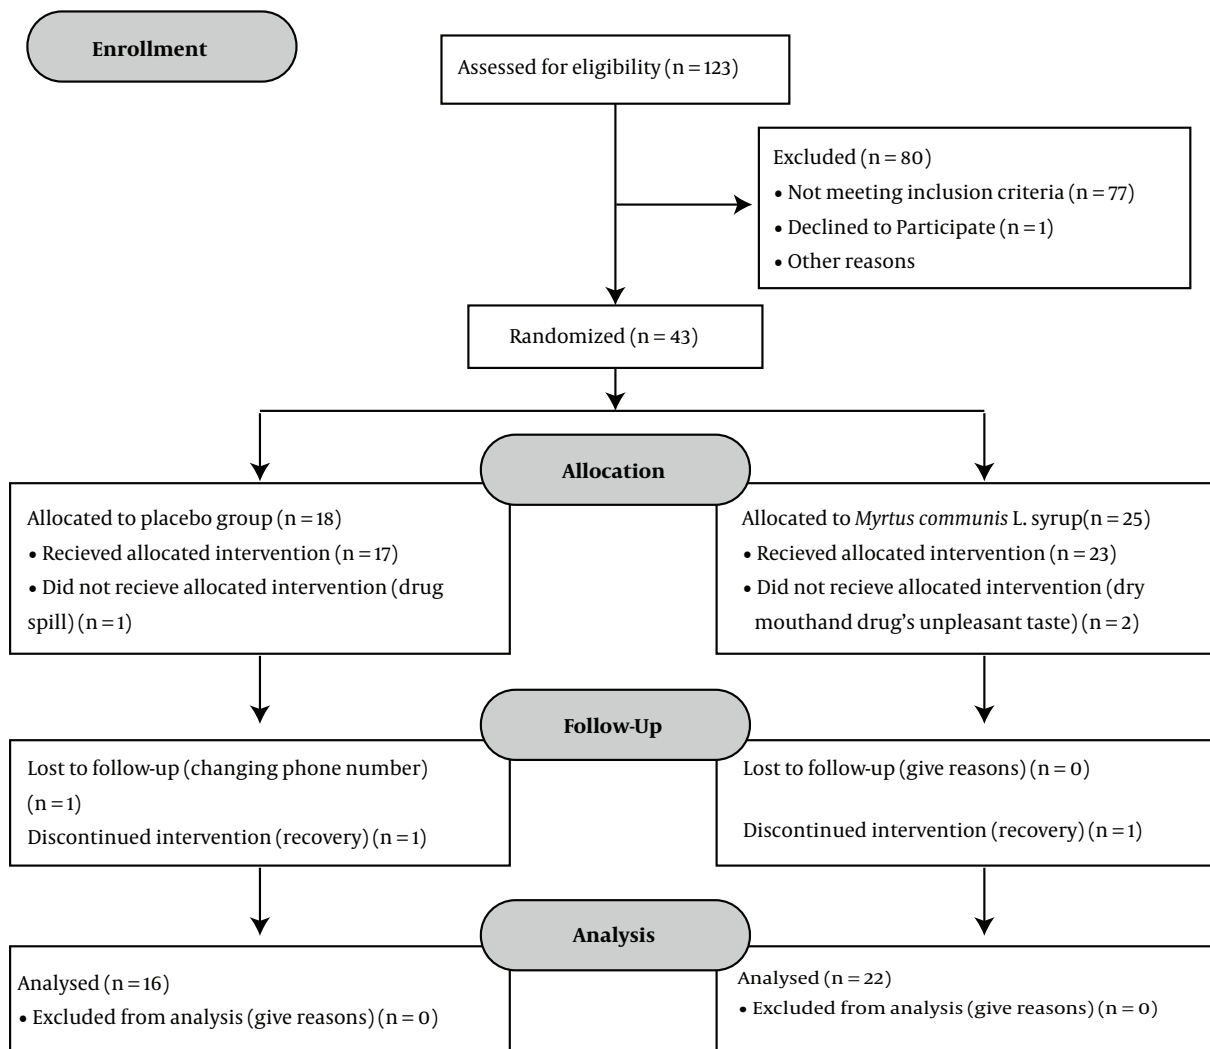 Enrollment
Assessed for eligibility (n = 123)
Excluded (n = 80)
• Not meeting inclusion criteria (n = 77)
• Declined to Participate (n = 1)
• Other reasons
Randomized (n = 43)
Allocation
Allocated to placebo group (n = 18)
• Recieved allocated intervention (n = 17)
• Did not recieve allocated intervention (drug
spill) (n = 1)
Allocated to Myrtus communis L. syrup(n = 25)
• Recieved allocated intervention (n = 23)
• Did not recieve allocated intervention (dry
mouthand drug's unpleasant taste) (n = 2)
Follow-Up
Lost to follow-up (changing phone number)
(n = 1)
Discontinued intervention (recovery) (n = 1)
Lost to follow-up (give reasons) (n = 0)
Discontinued intervention (recovery) (n = 1)
Analysis
Analysed (n = 16)
• Excluded from analysis (give reasons) (n = 0)
Analysed (n = 22)
• Excluded from analysis (give reasons) (n = 0)